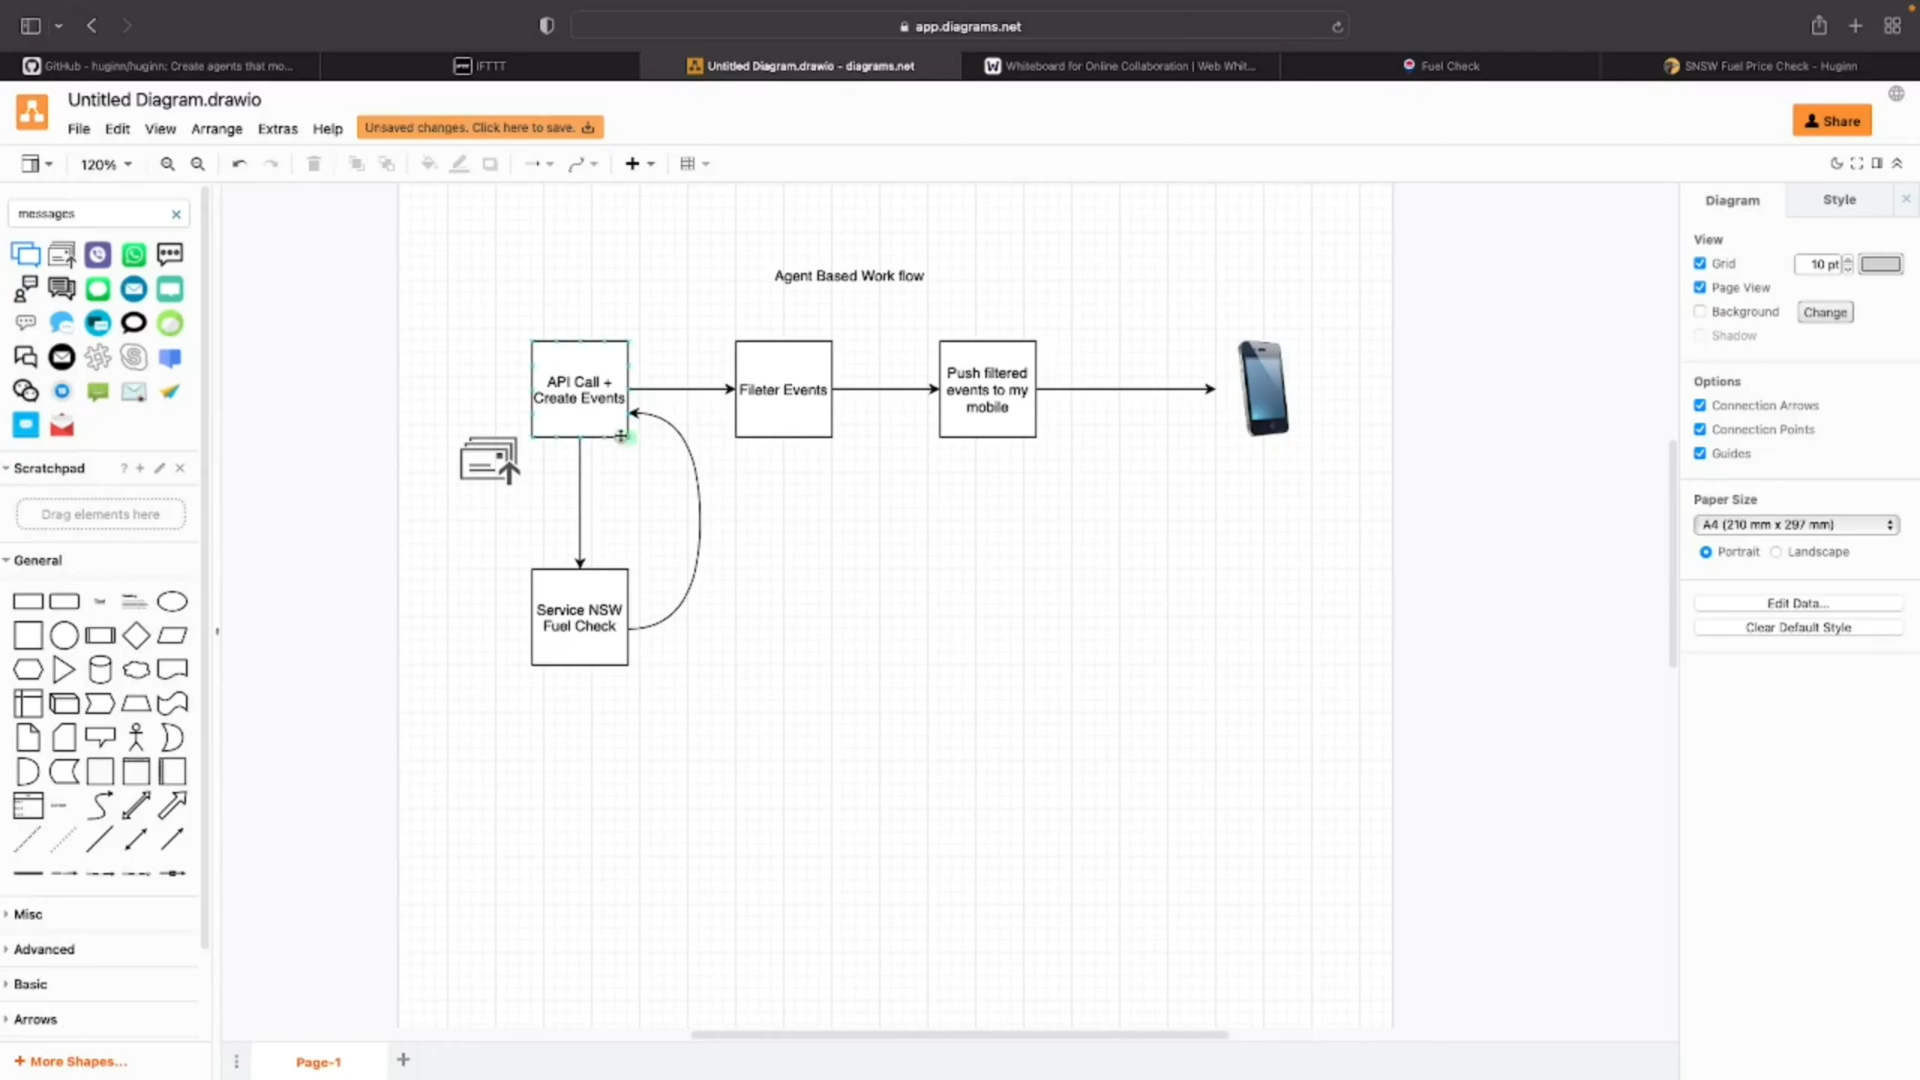 app.diagrams.net
GitHub - huginn/huginn: Create agents that mo...
IFTTT
Untitled Diagram.drawio - diagrams.net
Whiteboard for Online Collaboration | Web Whit...
Fuel Check
SNSW Fuel Price Check - Huginn
Untitled Diagram.drawio
File
Edit
View
Arrange
Extras
Help
Unsaved changes. Click here to save.
Share
120%
messages
Scratchpad
?
Drag elements here
General
Text
Misc
Advanced
Basic
Arrows
+ More Shapes...
Agent Based Work flow
API Call +
Create Events
Fileter Events
Push filtered
events to my
mobile
Service NSW
Fuel Check
Page-1
Diagram
Style
View
Grid
10 pt
Page View
Background
Change
Shadow
Options
Connection Arrows
Connection Points
Guides
Paper Size
A4 (210 mm x 297 mm)
Portrait
Landscape
Edit Data...
Clear Default Style